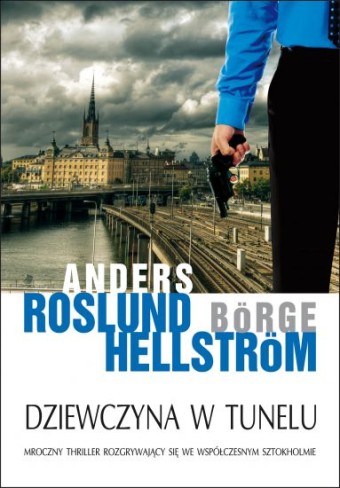 ANDERS
ROSLUND BÖRGE
HELLSTRÖM
DZIEWCZYNA W TUNELU
MROCZNY THRILLER ROZGRYWAJĄCY SIĘ WE WSPÓŁCZESNYM SZTOKHOLMIE